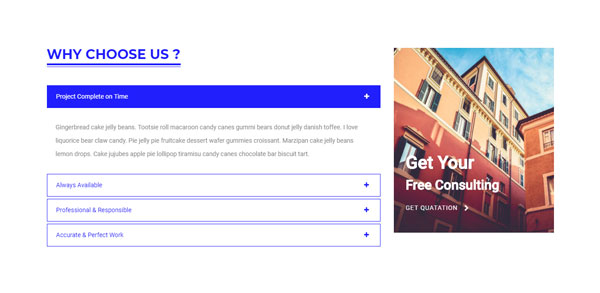 WHY CHOOSE US ?
Project Complete on Time
Gingerbread cake jelly beans. Tootsie roll macaroon candy canes gummi bears donut jelly danish toffee. I love
liquorice bear claw candy. Pie jelly pie fruitcake dessert wafer gummies croissant. Marzipan cake jelly beans
lemon drops. Cake jujubes apple pie lollipop tiramisu candy canes chocolate bar biscuit tart.
Always Available
Professional & Responsible
Accurate & Perfect Work
Get Your
Free Consulting
GET QUATATION